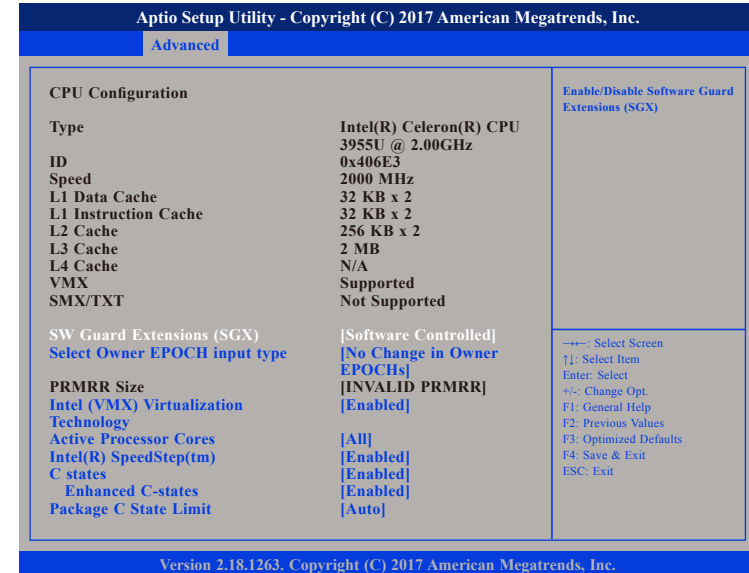 Aptio Setup Utility - Copyright (C) 2017 American Megatrends, Inc.
Advanced
CPU Configuration
Type Intel(R) Celeron(R) CPU
3955U @ 2.00GHz
ID 0x406E3
Speed 2000 MHz
L1 Data Cache 32 KB x 2
L1 Instruction Cache 32 KB x 2
L2 Cache 256 KB x 2
L3 Cache 2 MB
L4 Cache N/A
VMX Supported
SMX/TXT Not Supported
SW Guard Extensions (SGX) [Software Controlled]
Select Owner EPOCH input type [No Change in Owner
EPOCHs]
PRMRR Size [INVALID PRMRR]
Intel (VMX) Virtualization [Enabled]
Technology
Active Processor Cores [All]
Intel(R) SpeedStep(tm) [Enabled]
C states [Enabled]
Enhanced C-states [Enabled]
Package C State Limit [Auto]
Enable/Disable Software Guard
Extensions (SGX)
→←: Select Screen
↑↓: Select Item
Enter: Select
+/-: Change Opt.
F1: General Help
F2: Previous Values
F3: Optimized Defaults
F4: Save & Exit
ESC: Exit
Version 2.18.1263. Copyright (C) 2017 American Megatrends, Inc.